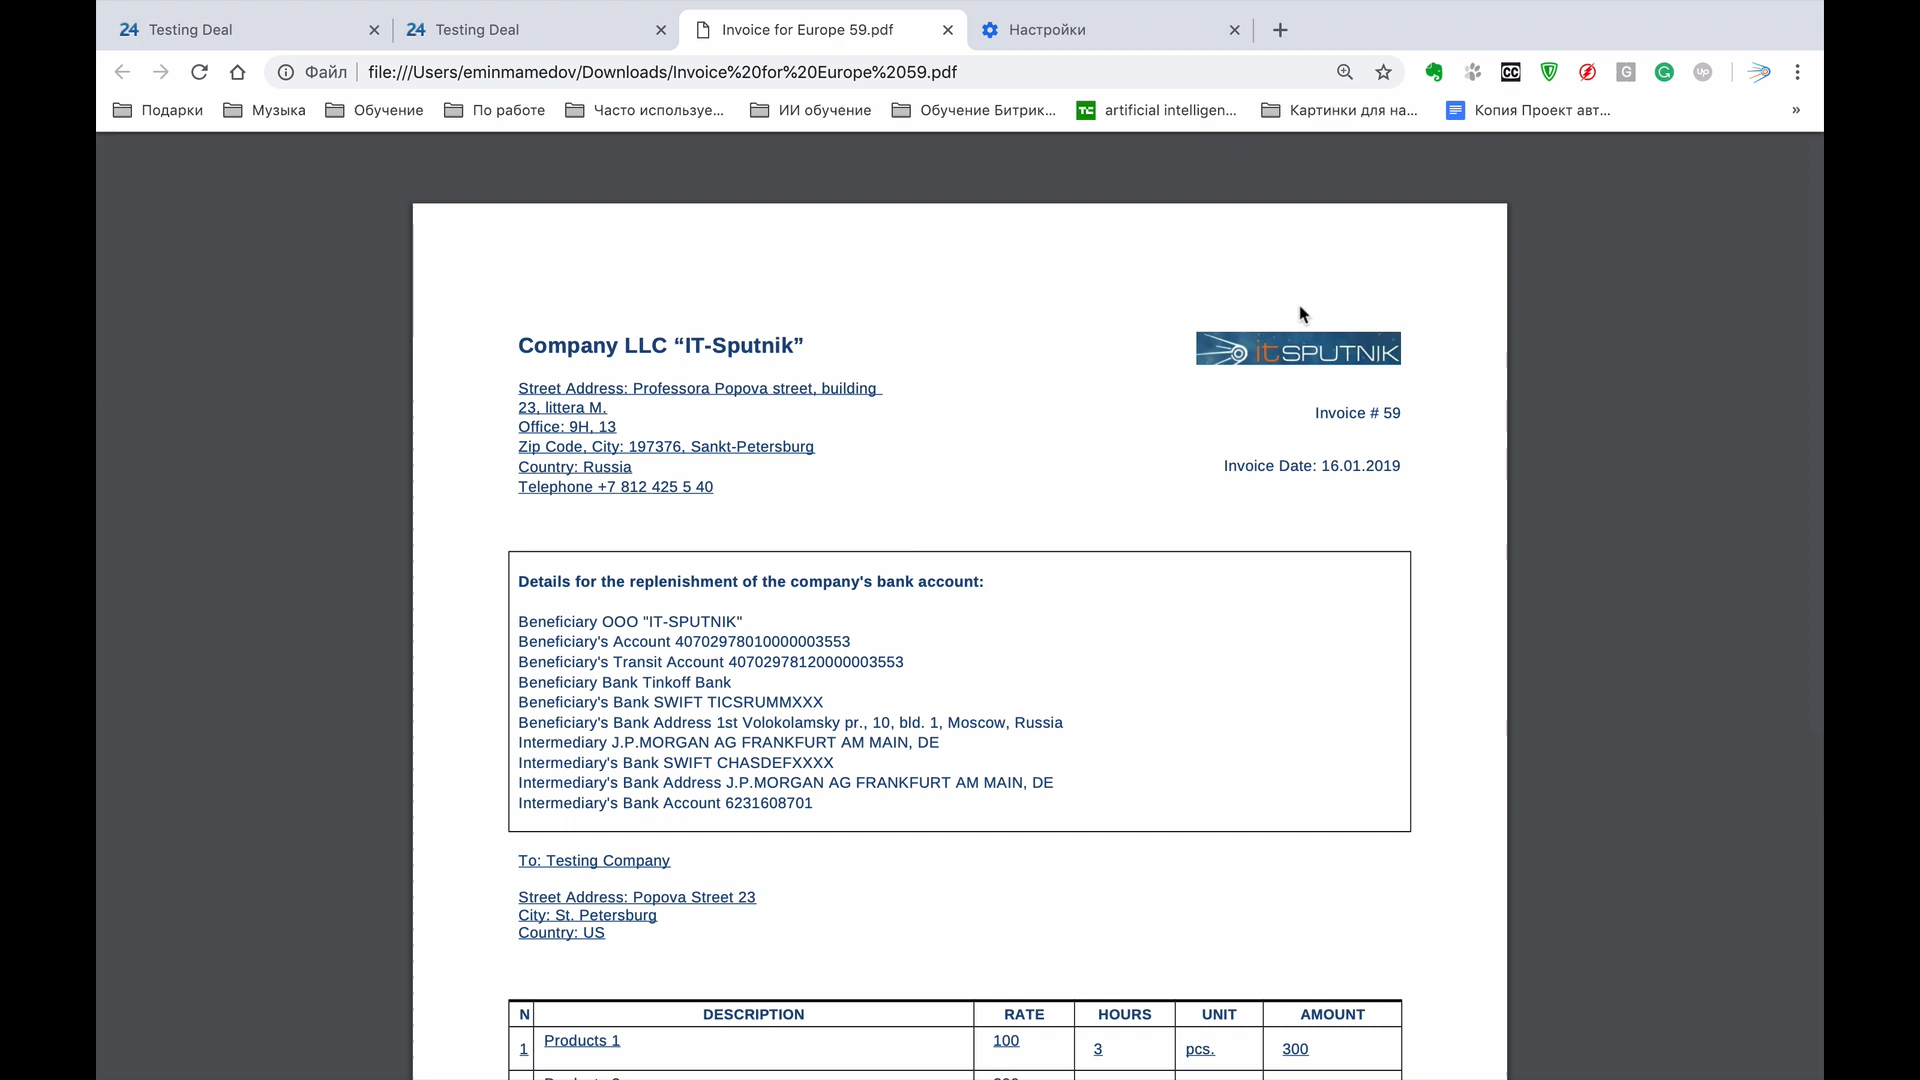 24 Testing Deal
24 Testing Deal
Invoice for Europe 59.pdf
Настройки
Файл
file:///Users/eminmamedov/Downloads/Invoice%20for%20Europe%2059.pdf
CC
G
G
Up
Подарки
Музыка
Обучение
По работе
Часто используе...
ИИ обучение
Обучение Битрик...
artificial intelligen...
Картинки для на...
Копия Проект авт...
»
Company LLC “IT-Sputnik”
itSPUTNIK
Street Address: Professora Popova street, building
23, littera M.
Office: 9H, 13
Zip Code, City: 197376, Sankt-Petersburg
Country: Russia
Telephone +7 812 425 5 40
Invoice # 59
Invoice Date: 16.01.2019
Details for the replenishment of the company's bank account:
Beneficiary OOO "IT-SPUTNIK"
Beneficiary's Account 40702978010000003553
Beneficiary's Transit Account 40702978120000003553
Beneficiary Bank Tinkoff Bank
Beneficiary's Bank SWIFT TICSRUMMXXX
Beneficiary's Bank Address 1st Volokolamsky pr., 10, bld. 1, Moscow, Russia
Intermediary J.P.MORGAN AG FRANKFURT AM MAIN, DE
Intermediary's Bank SWIFT CHASDEFXXXX
Intermediary's Bank Address J.P.MORGAN AG FRANKFURT AM MAIN, DE
Intermediary's Bank Account 6231608701
To: Testing Company
Street Address: Popova Street 23
City: St. Petersburg
Country: US
N DESCRIPTION RATE HOURS UNIT AMOUNT
1 Products 1 100 3 pcs. 300